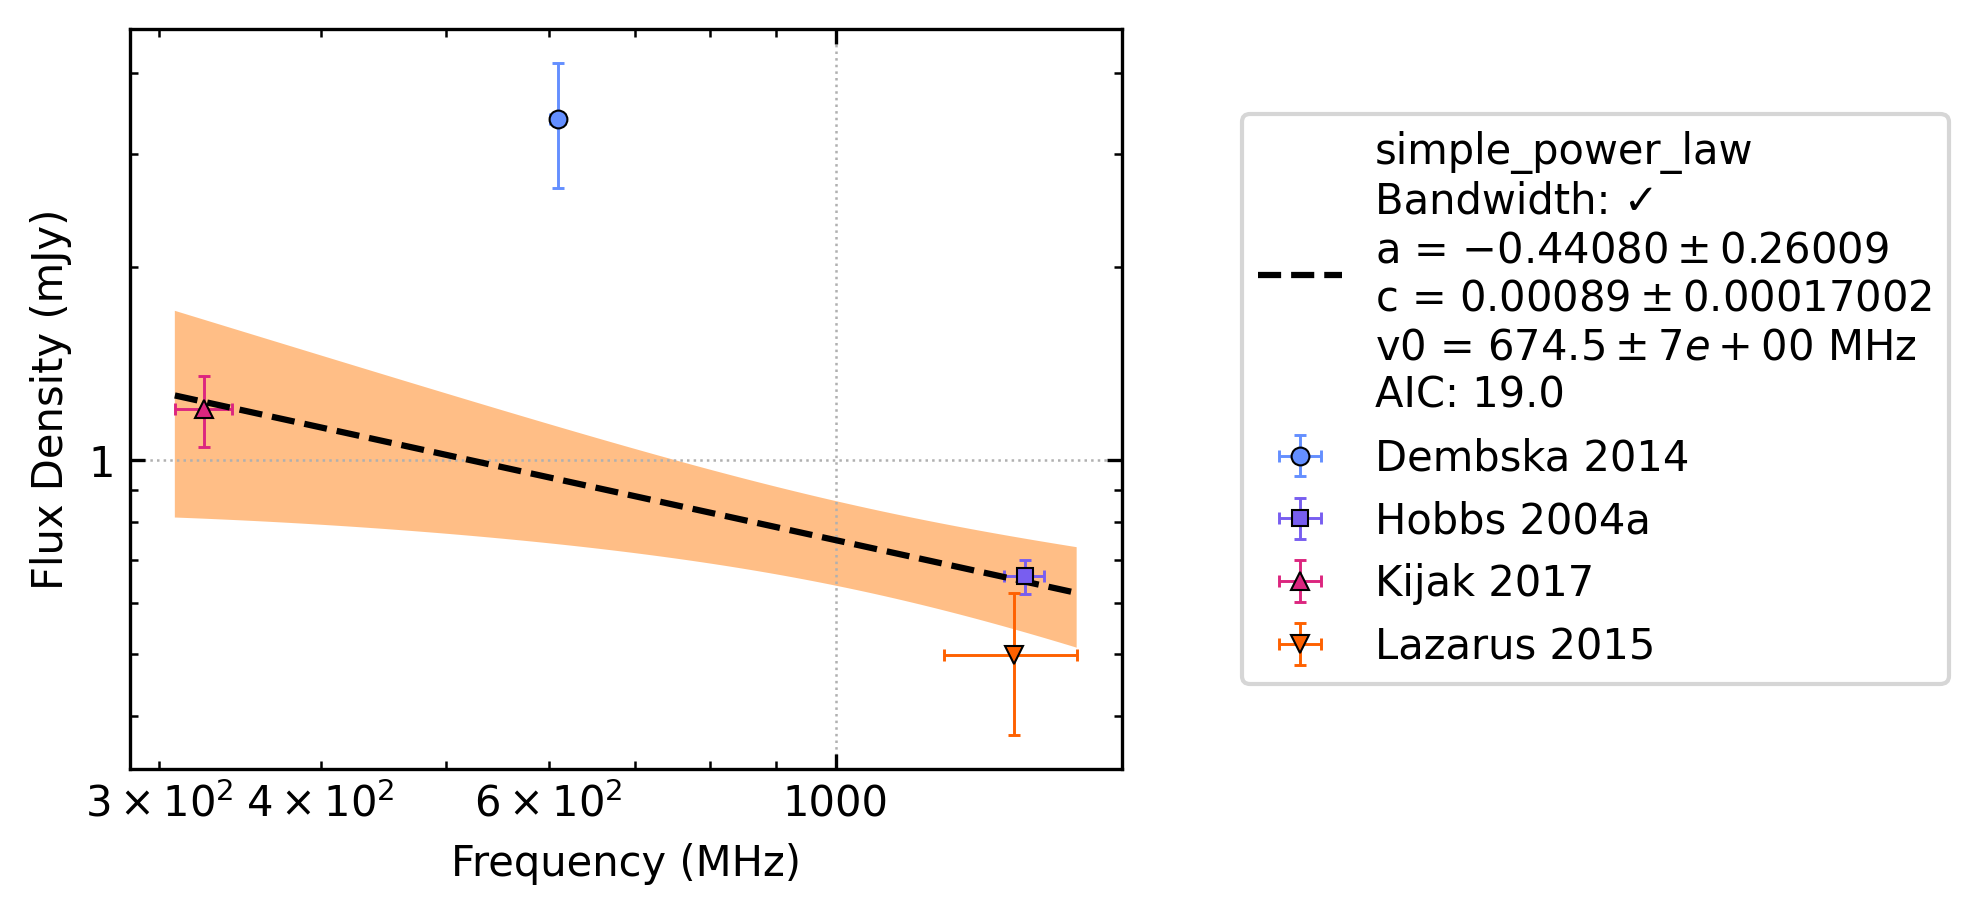 Flux Density (mJy)
1
3 × 10² 4 × 10² 6 × 10² 1000
Frequency (MHz)
simple_power_law
Bandwidth: ✓
a = −0.44080 ± 0.26009
c = 0.00089 ± 0.00017002
v0 = 674.5 ± 7e + 00 MHz
AIC: 19.0
Dembska 2014
Hobbs 2004a
Kijak 2017
Lazarus 2015